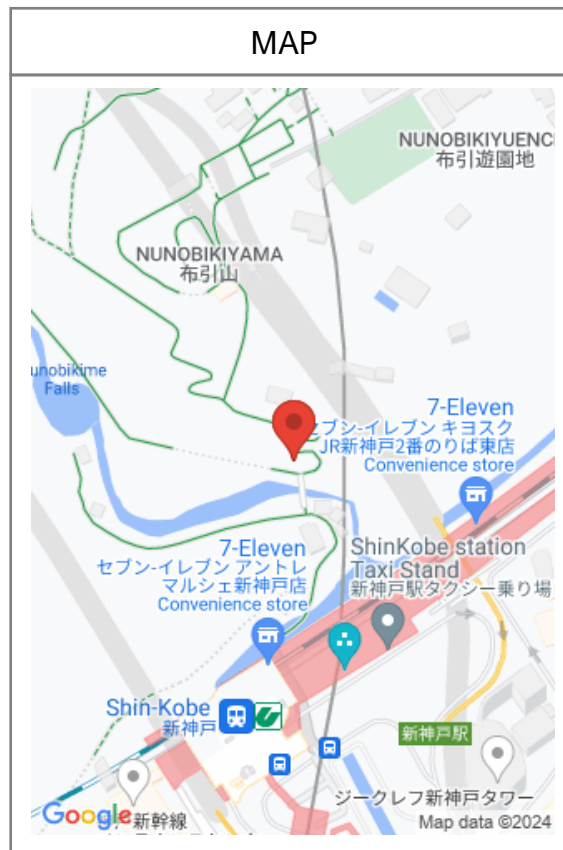 MAP
NUNOBIKIYUENC
布引遊園地
NUNOBIKIYAMA
布引山
unobikime
Falls
7-Eleven
セブン-イレブン キヨスク
JR新神戸2番のりば東店
Convenience store
7-Eleven
セブン-イレブン アントレ
マルシェ新神戸店
Convenience store
ShinKobe station
Taxi Stand
新神戸駅タクシー乗り場
Shin-Kobe
新神戸
新神戸駅
ジークレフ新神戸タワー
新幹線
Google
Map data ©2024